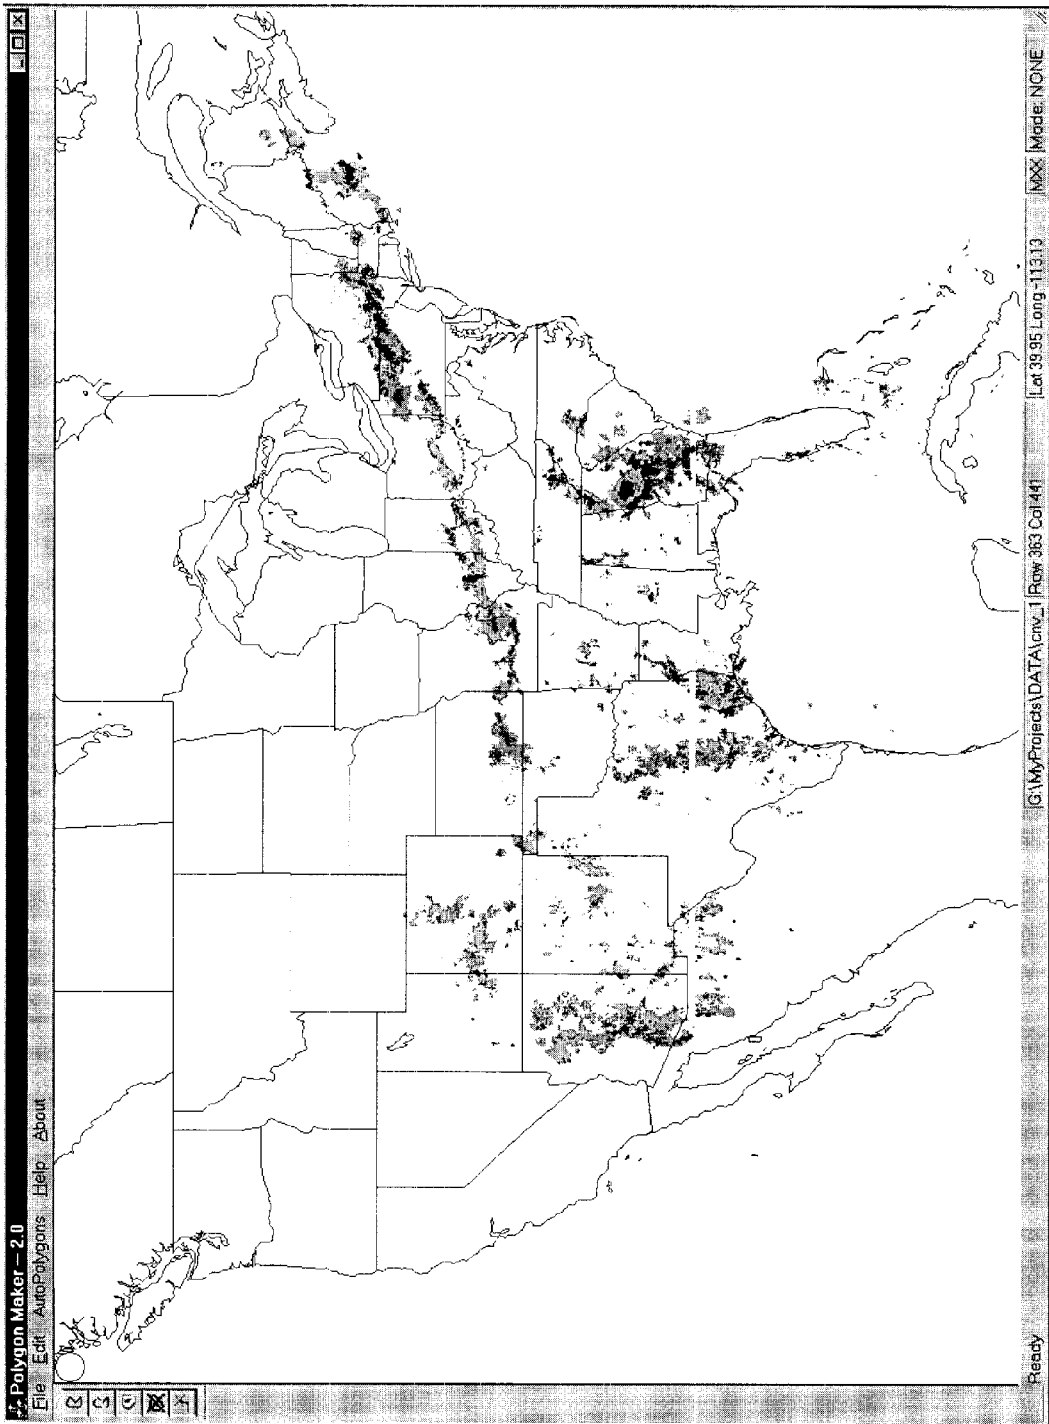 Polygon Maker - 2.0
File Edit AutoPolygons Help About
Ready
G:\MyProjects\DATA\cnv_1 Row 363 Col 441 Lat 39.95 Long -113.13 MXX Mode: NONE